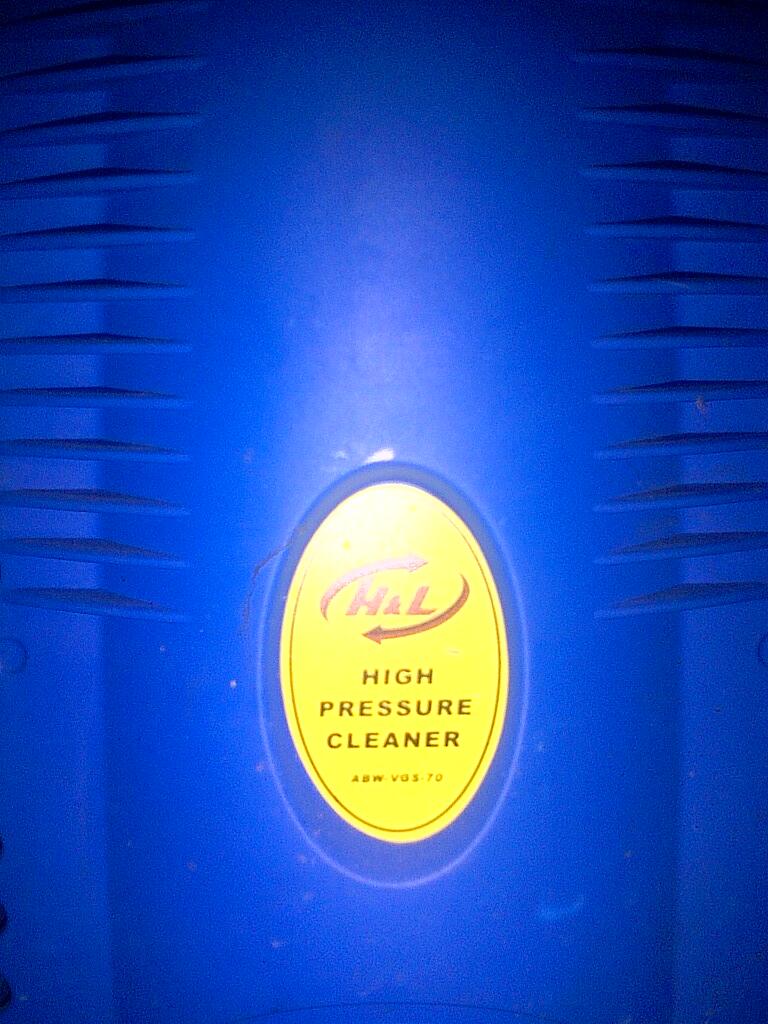 H&L
HIGH
PRESSURE
CLEANER
ABW-VGS-70